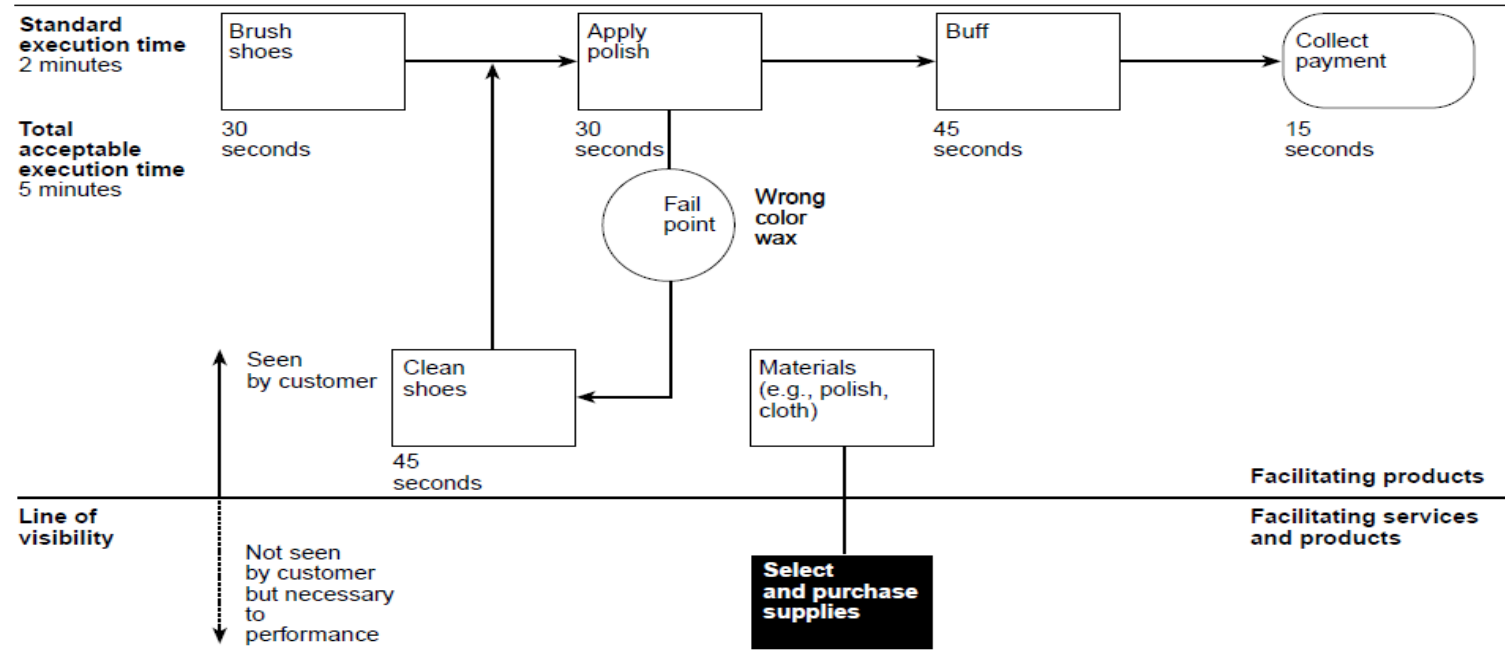 Standard
execution time
2 minutes
Brush
shoes
Apply
polish
Buff
Collect
payment
Total
acceptable
execution time
5 minutes
30
seconds
30
seconds
45
seconds
15
seconds
Fail
point
Wrong
color
wax
Seen
by customer
Clean
shoes
Materials
(e.g., polish,
cloth)
45
seconds
Facilitating products
Line of
visibility
Facilitating services
and products
Not seen
by customer
but necessary
to
performance
Select
and purchase
supplies